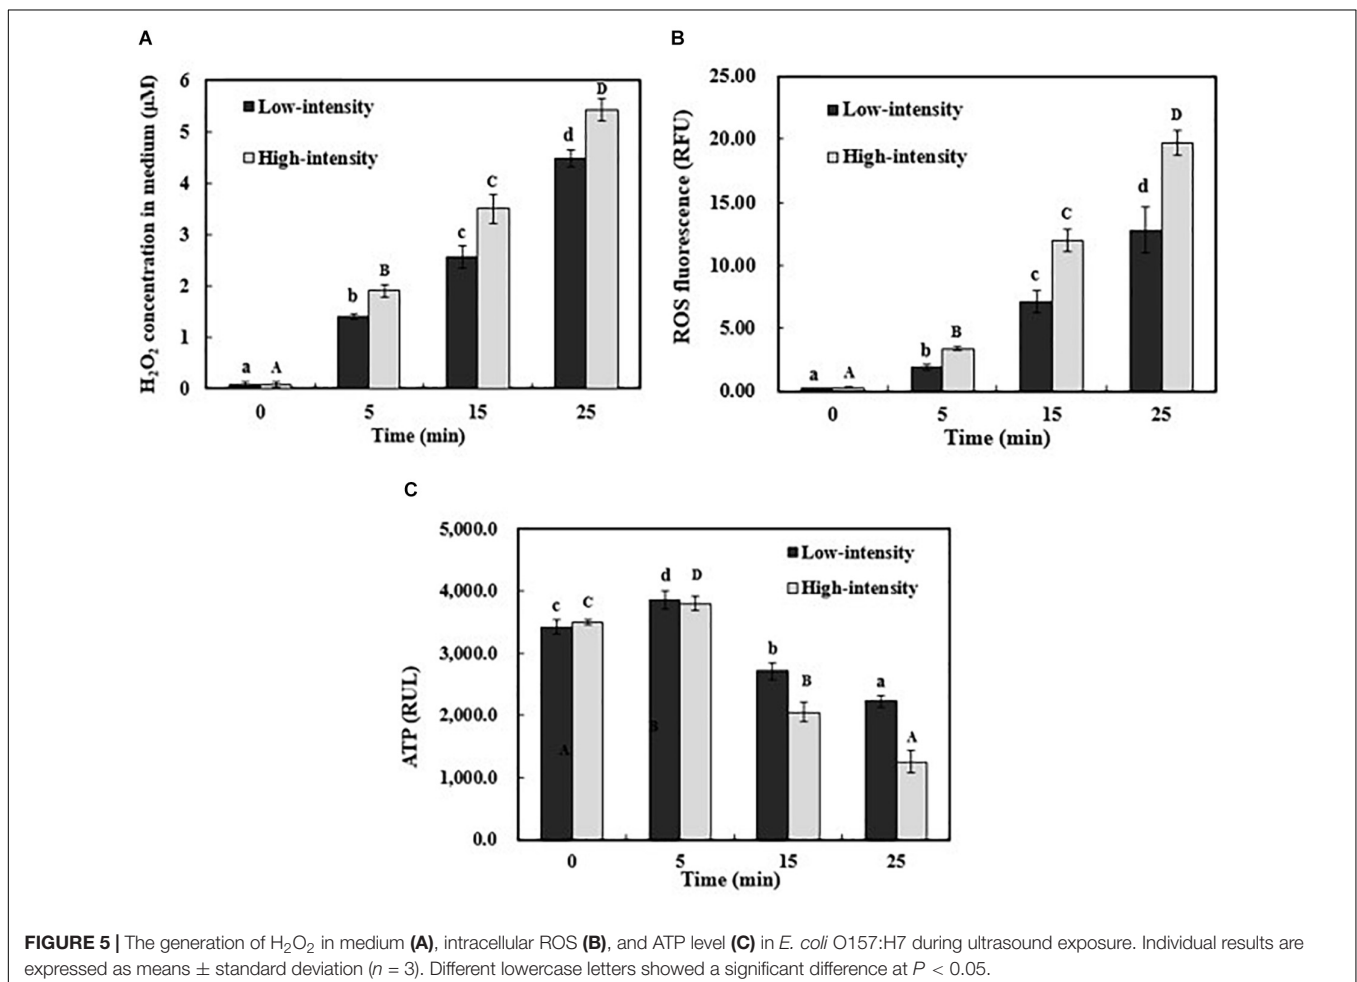 A
H₂O₂ concentration in medium (µM)
6
5
4
3
2
1
0
Low-intensity
High-intensity
a A
b B
c C
d D
0 5 15 25
Time (min)
B
ROS fluorescence (RFU)
25.00
20.00
15.00
10.00
5.00
0.00
Low-intensity
High-intensity
a A
b B
c C
d D
0 5 15 25
Time (min)
C
ATP (RUL)
5,000.0
4,000.0
3,000.0
2,000.0
1,000.0
0.0
Low-intensity
High-intensity
c C
d D
b B
a A
A
B
0 5 15 25
Time (min)
FIGURE 5 | The generation of H₂O₂ in medium (A), intracellular ROS (B), and ATP level (C) in E. coli O157:H7 during ultrasound exposure. Individual results are
expressed as means ± standard deviation (n = 3). Different lowercase letters showed a significant difference at P < 0.05.